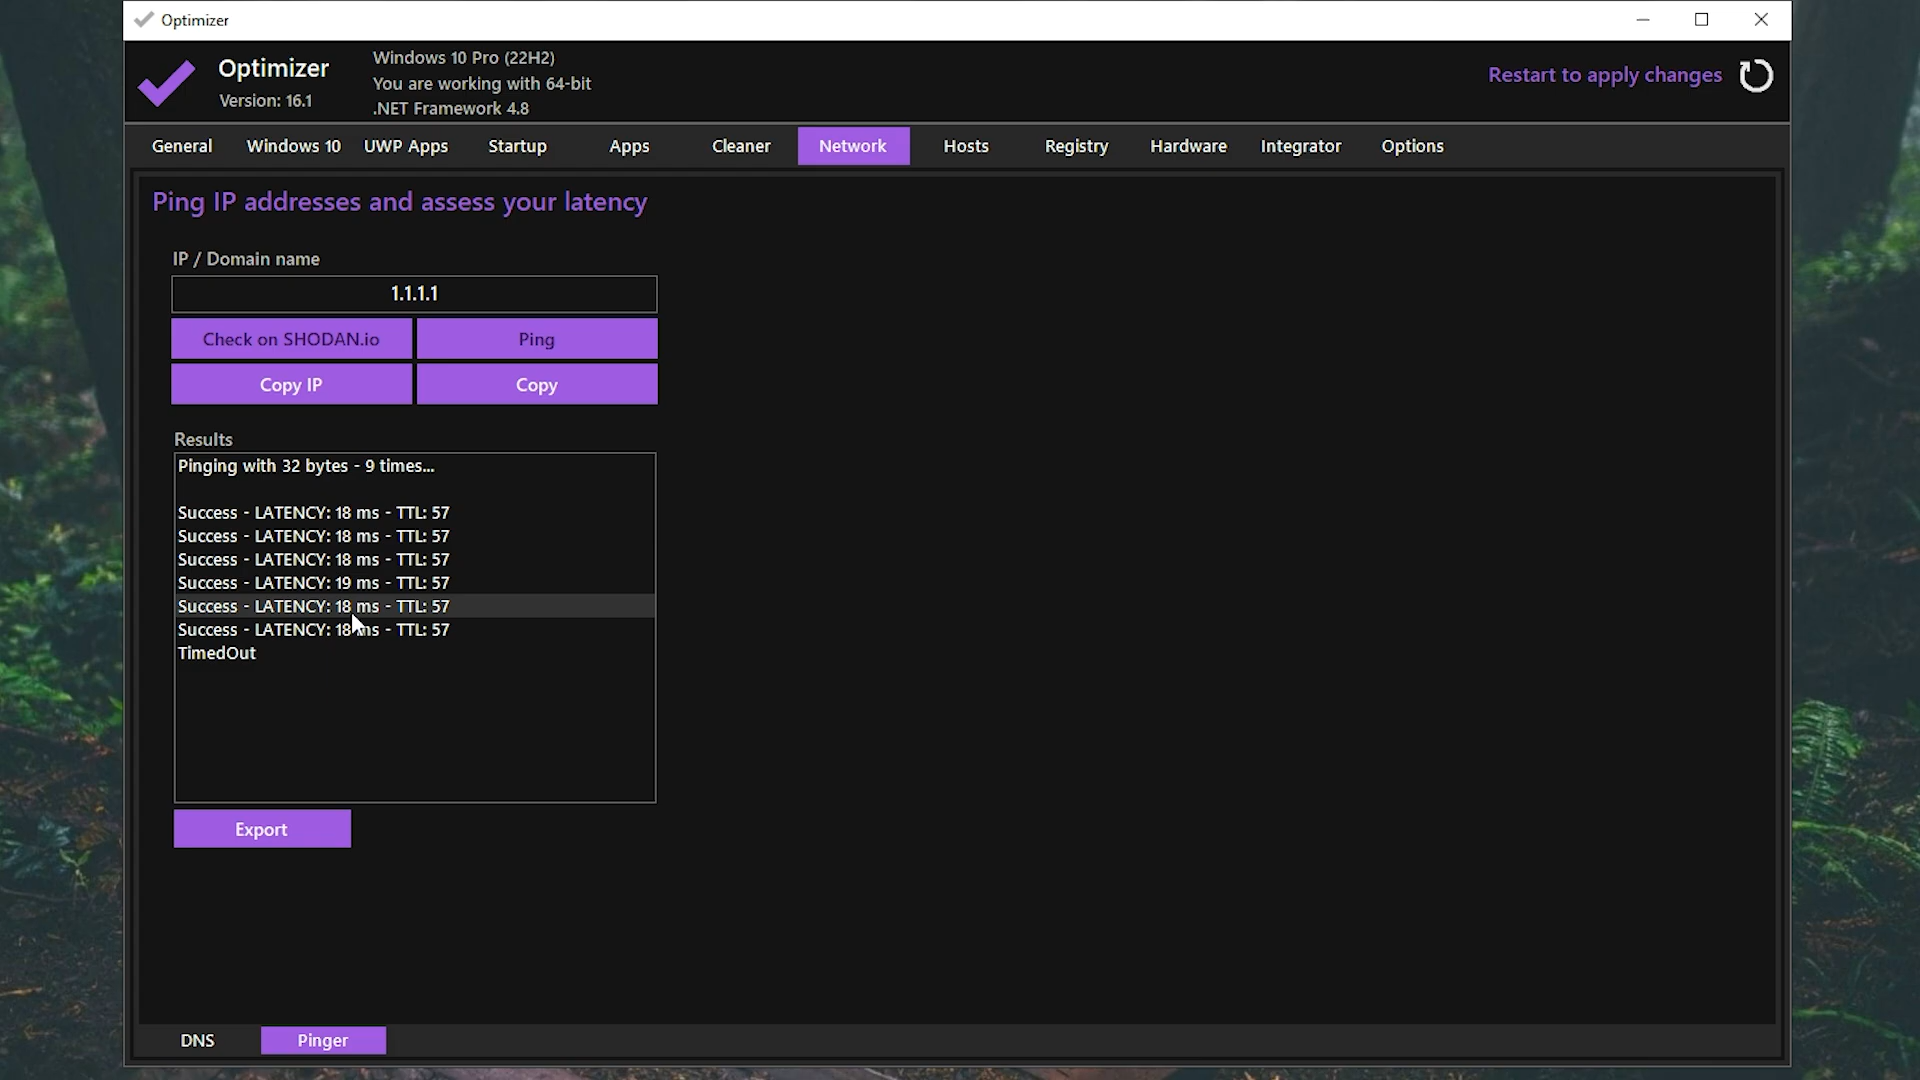 Optimizer
Optimizer
Version: 16.1
Windows 10 Pro (22H2)
You are working with 64-bit
.NET Framework 4.8
Restart to apply changes
General Windows 10 UWP Apps Startup Apps Cleaner Network Hosts Registry Hardware Integrator Options
Ping IP addresses and assess your latency
IP / Domain name
1.1.1.1
Check on SHODAN.io Ping
Copy IP Copy
Results
Pinging with 32 bytes - 9 times...
Success - LATENCY: 18 ms - TTL: 57
Success - LATENCY: 18 ms - TTL: 57
Success - LATENCY: 18 ms - TTL: 57
Success - LATENCY: 19 ms - TTL: 57
Success - LATENCY: 18 ms - TTL: 57
Success - LATENCY: 18 ms - TTL: 57
TimedOut
Export
DNS Pinger